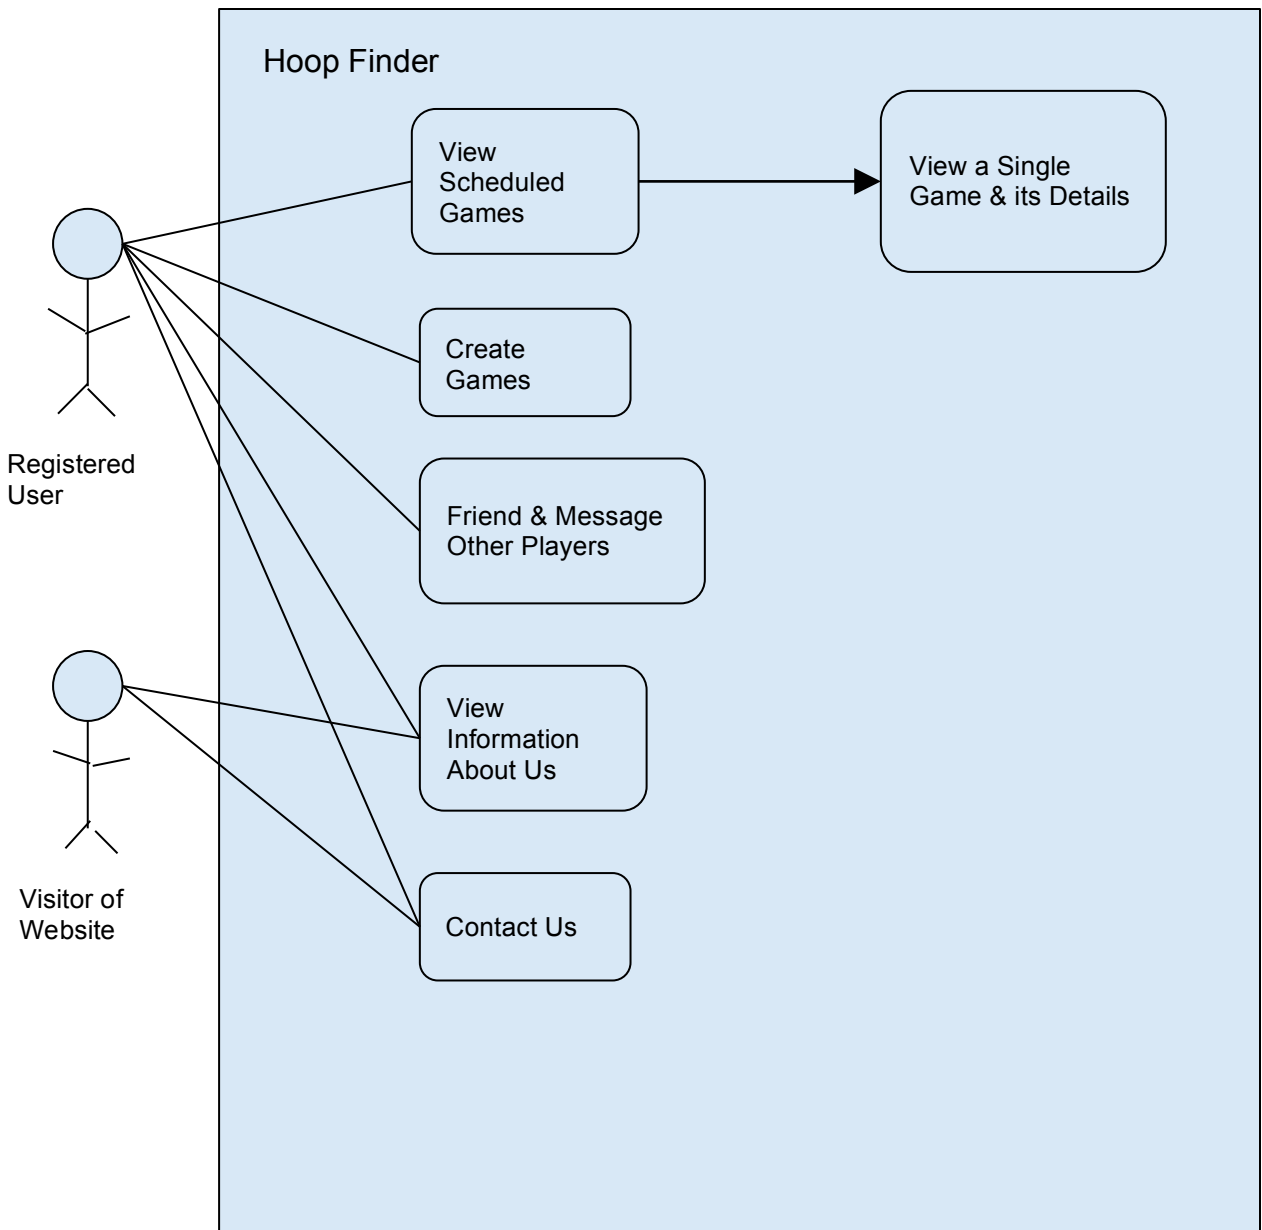 Hoop Finder
View
Scheduled
Games
View a Single
Game & its Details
Create
Games
Registered
User
Friend & Message
Other Players
View
Information
About Us
Visitor of
Website
Contact Us